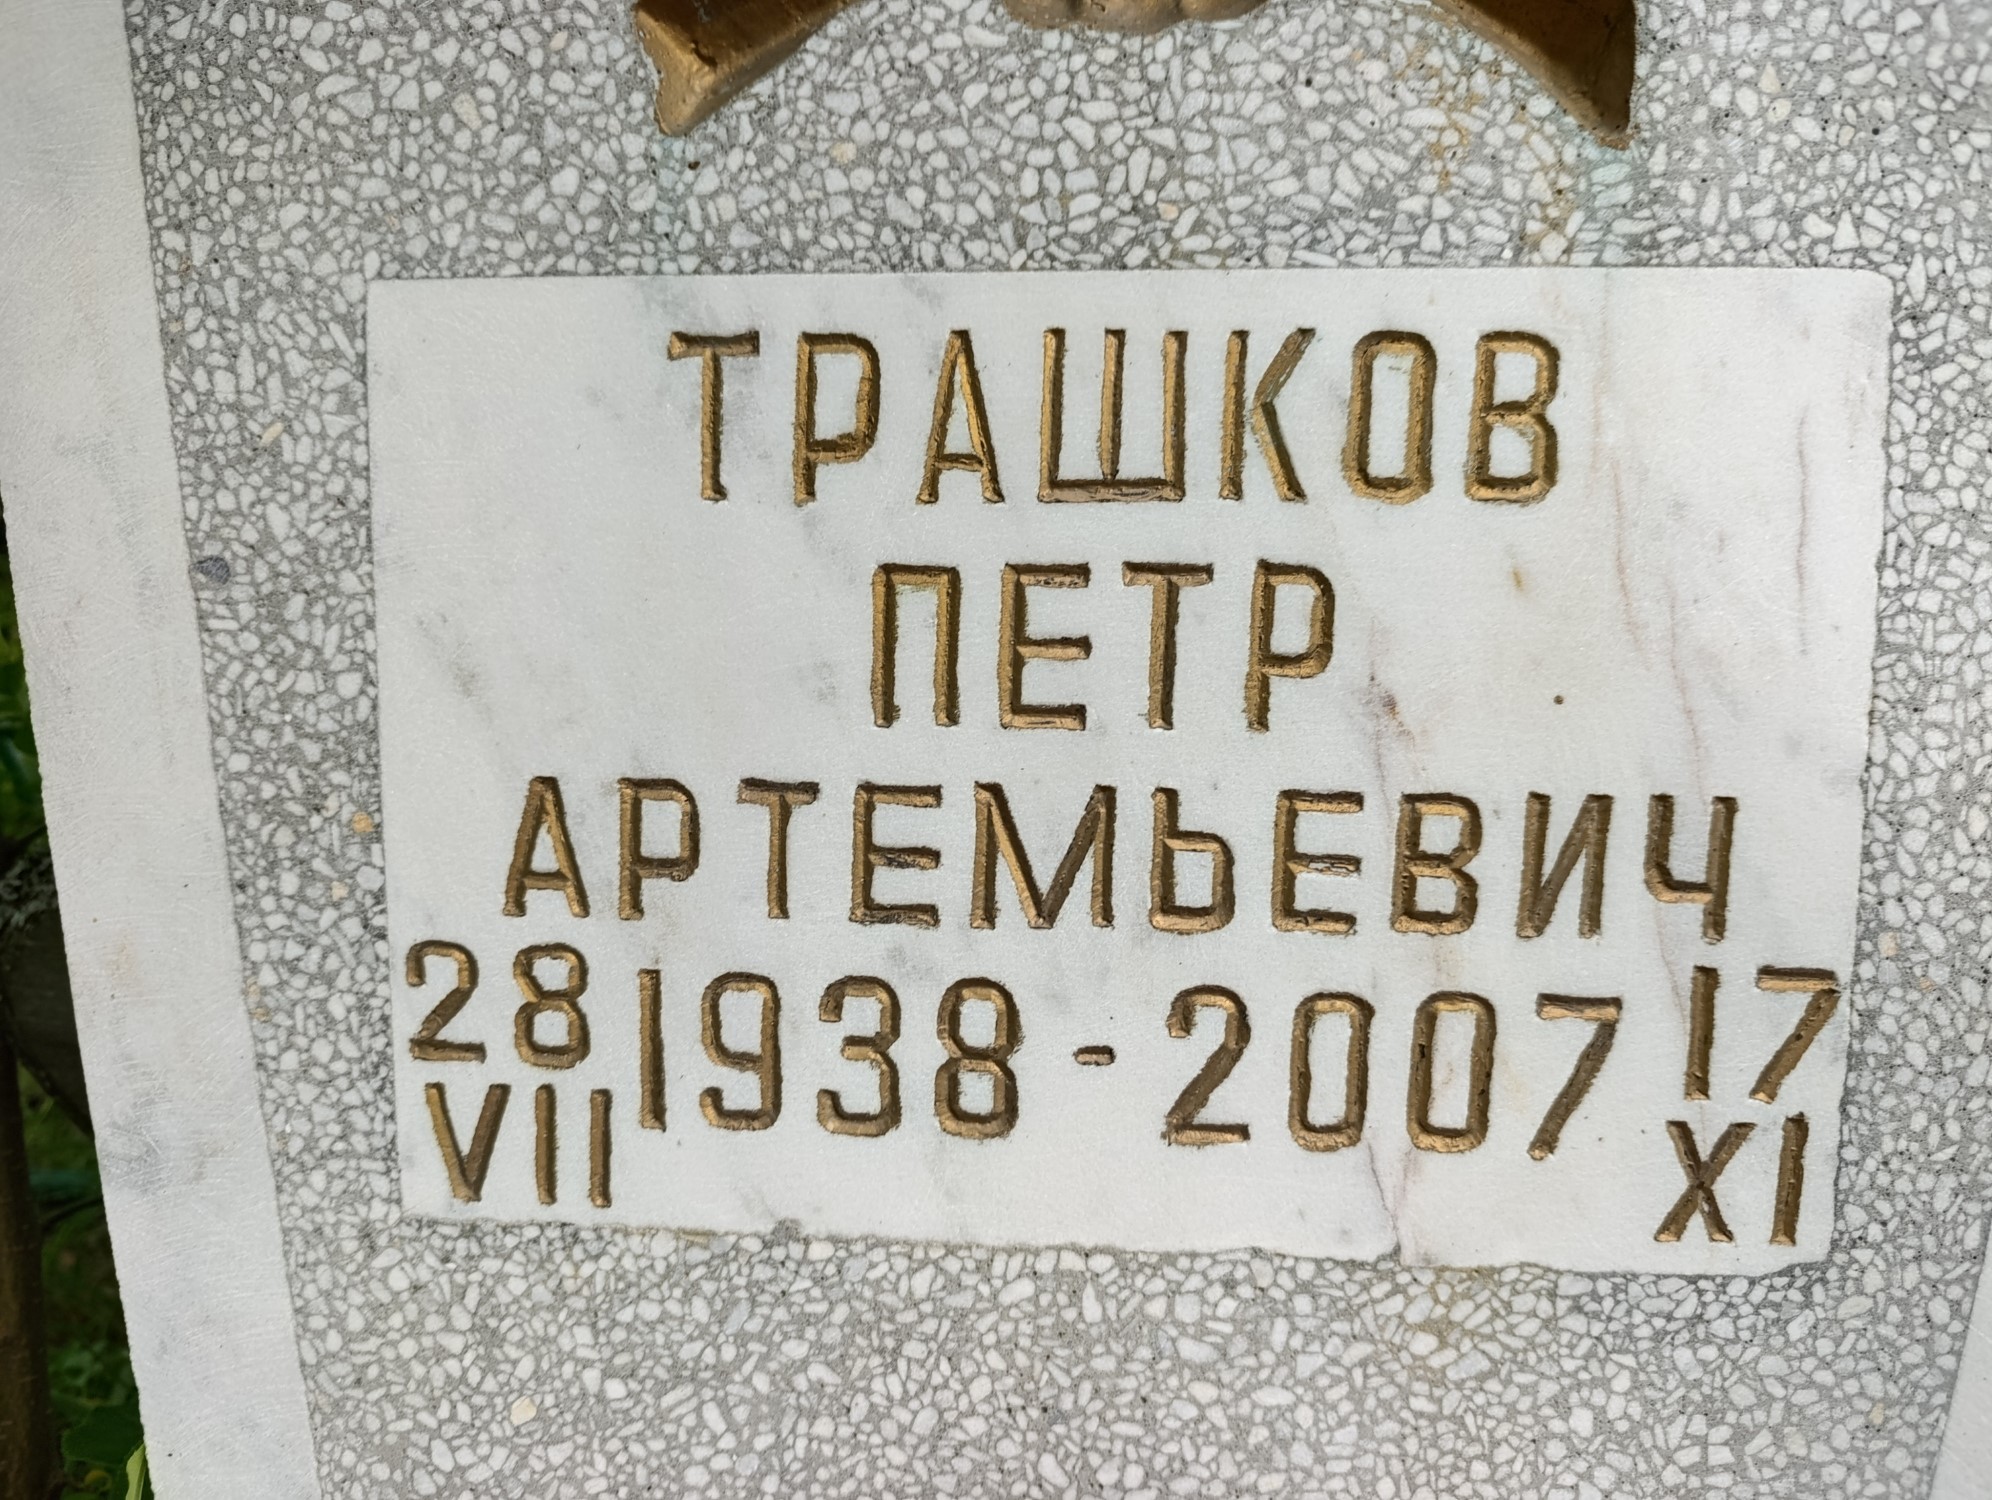 ТРАШКОВ
ПЕТР
АРТЕМЬЕВИЧ
28 VII 1938 - 2007 17 XI